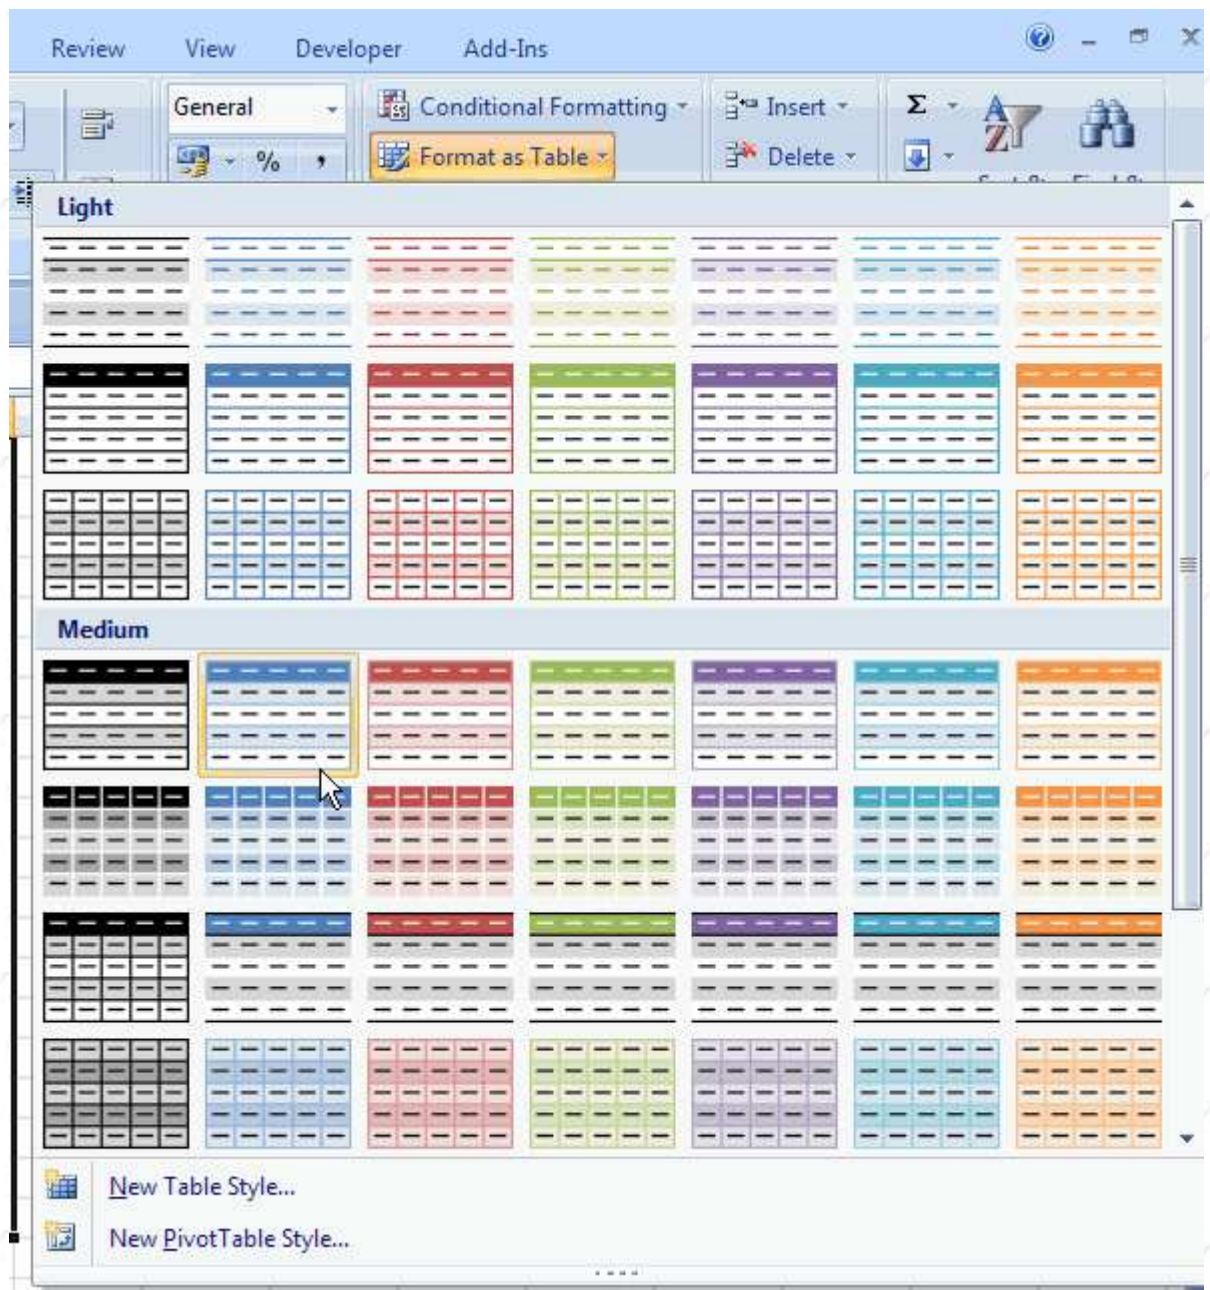 Review View Developer Add-Ins
General Conditional Formatting Insert Σ
% , Format as Table Delete
Light
Medium
New Table Style...
New PivotTable Style...